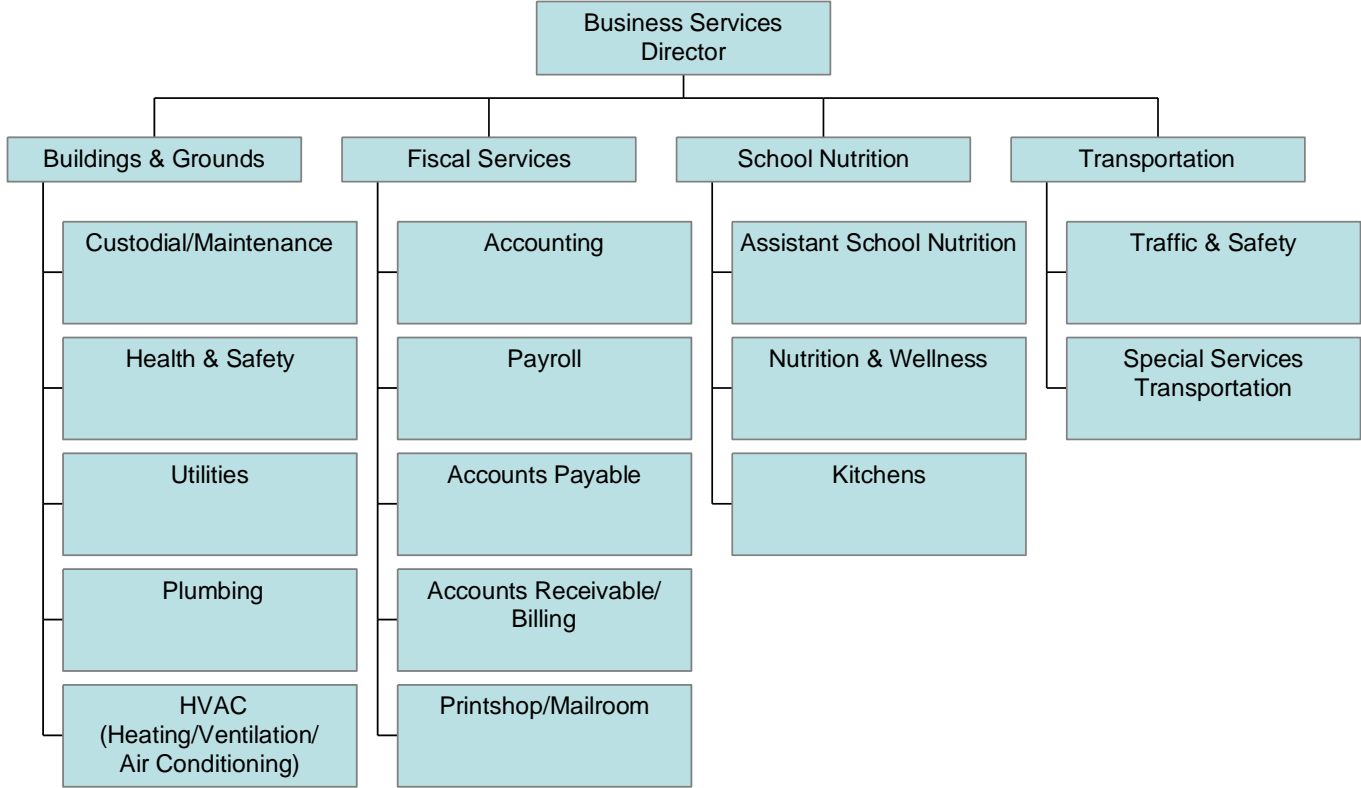 Business Services
Director
Buildings & Grounds
Fiscal Services
School Nutrition
Transportation
Custodial/Maintenance
Health & Safety
Utilities
Plumbing
HVAC
(Heating/Ventilation/
Air Conditioning)
Accounting
Payroll
Accounts Payable
Accounts Receivable/
Billing
Printshop/Mailroom
Assistant School Nutrition
Nutrition & Wellness
Kitchens
Traffic & Safety
Special Services
Transportation